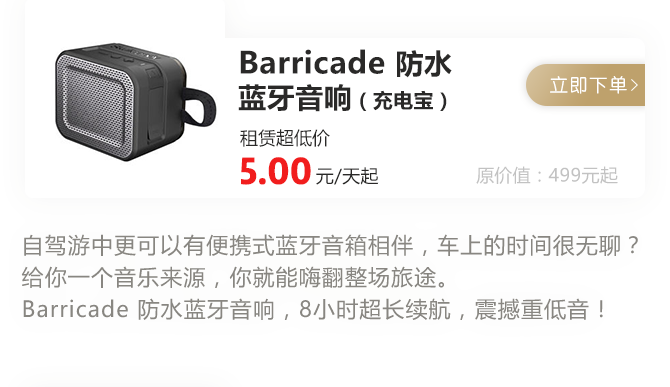 Barricade 防水
蓝牙音响（充电宝）
立即下单>
租赁超低价
5.00元/天起
原价值：499元起
自驾游中更可以有便携式蓝牙音箱相伴，车上的时间很无聊？
给你一个音乐来源，你就能嗨翻整场旅途。
Barricade 防水蓝牙音响，8小时超长续航，震撼重低音！